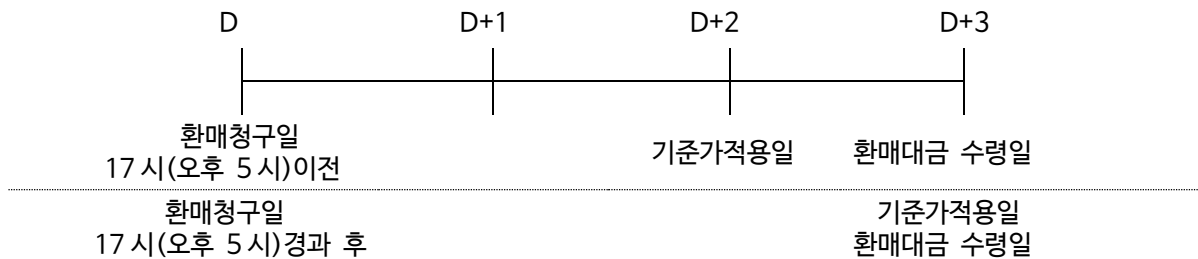 D D+1 D+2 D+3
환매청구일
17시(오후 5시)이전
기준가적용일 환매대금 수령일
환매청구일
17시(오후 5시)경과 후
기준가적용일
환매대금 수령일